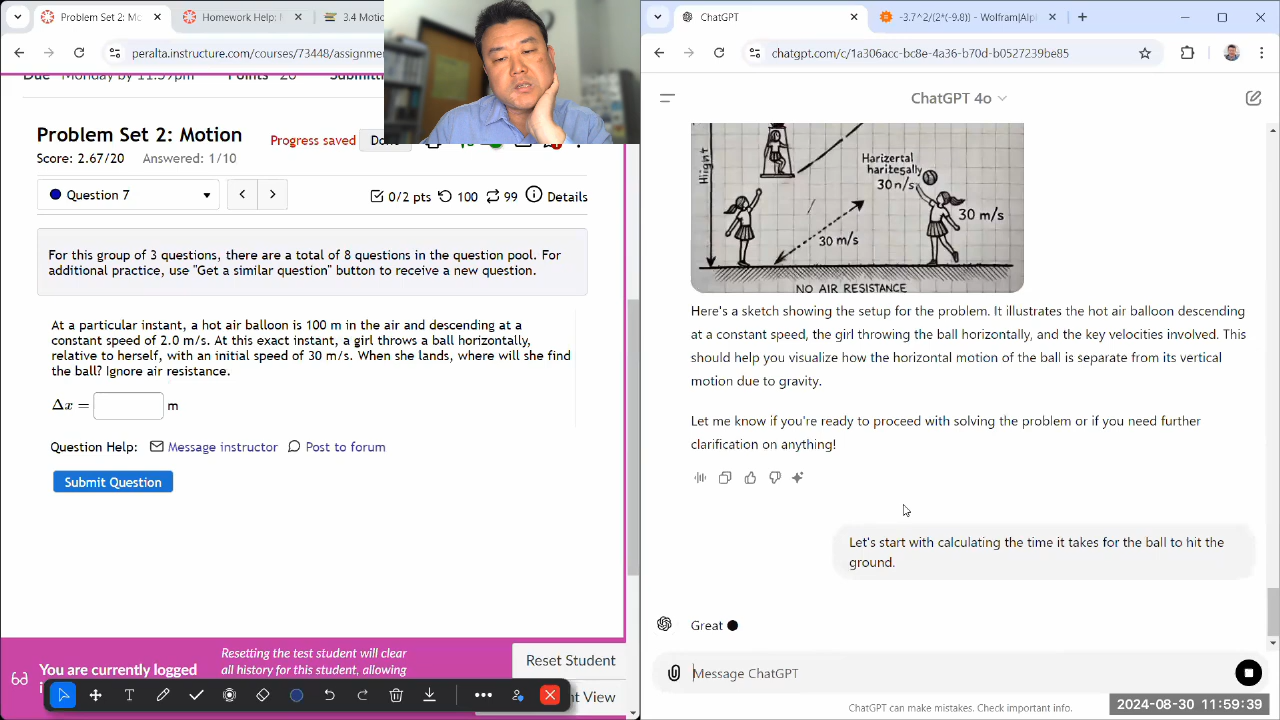 Problem Set 2: Mo
Homework Help: F
3.4 Motio
peralta.instructure.com/courses/73448/assignme
Due Monday by 11:59pm Points 20 Submitti
Problem Set 2: Motion
Progress saved
Don
Score: 2.67/20 Answered: 1/10
Question 7
0/2 pts 100 99 Details
For this group of 3 questions, there are a total of 8 questions in the question pool. For
additional practice, use "Get a similar question" button to receive a new question.
At a particular instant, a hot air balloon is 100 m in the air and descending at a
constant speed of 2.0 m/s. At this exact instant, a girl throws a ball horizontally,
relative to herself, with an initial speed of 30 m/s. When she lands, where will she find
the ball? Ignore air resistance.
Δx = m
Question Help: Message instructor Post to forum
Submit Question
You are currently logged
Resetting the test student will clear
all history for this student, allowing
Reset Student
nt View
ChatGPT
-3.7^2/(2*(-9.8)) - Wolfram|Alp
chatgpt.com/c/1a306acc-bc8e-4a36-b70d-b0527239be85
ChatGPT 4o
Hiignt
Harizertal
haritegsally
30 n/s
30 m/s
30 m/s
NO AIR RESISTANCE
Here's a sketch showing the setup for the problem. It illustrates the hot air balloon descending
at a constant speed, the girl throwing the ball horizontally, and the key velocities involved. This
should help you visualize how the horizontal motion of the ball is separate from its vertical
motion due to gravity.
Let me know if you're ready to proceed with solving the problem or if you need further
clarification on anything!
Let's start with calculating the time it takes for the ball to hit the
ground.
Great
Message ChatGPT
ChatGPT can make mistakes. Check important info.
2024-08-30 11:59:39